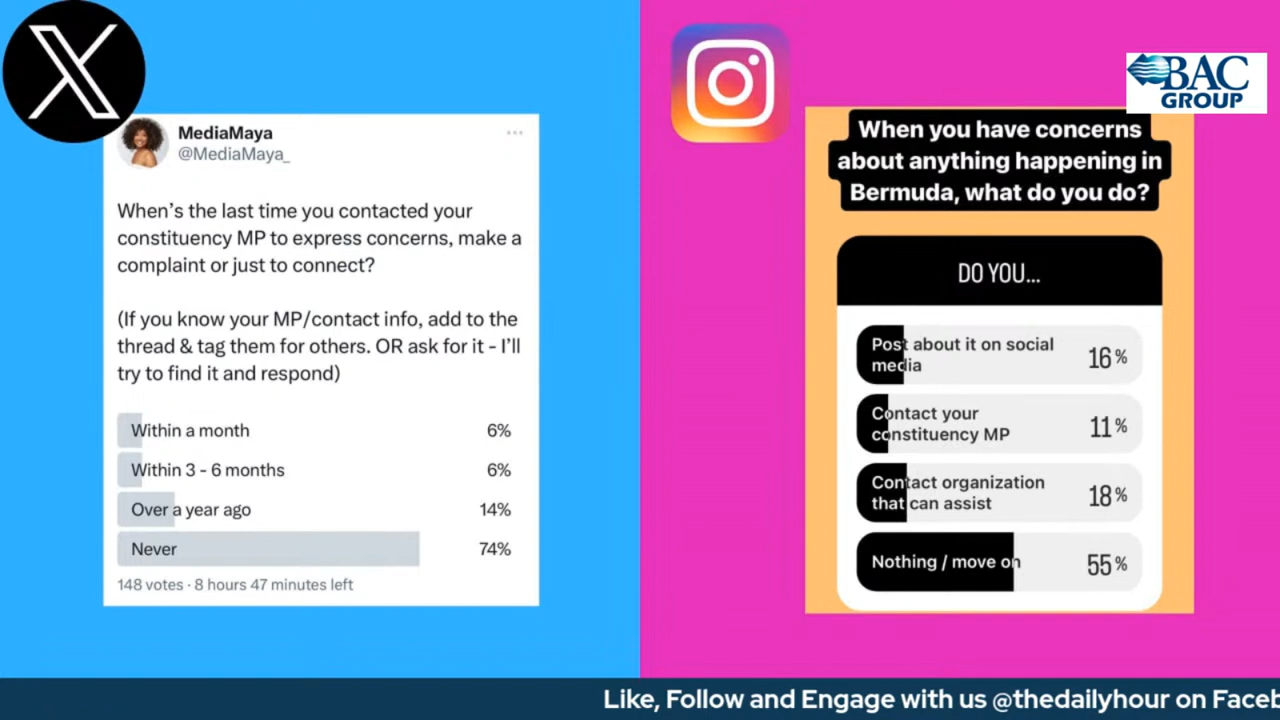 MediaMaya
@MediaMaya_
When's the last time you contacted your
constituency MP to express concerns, make a
complaint or just to connect?
(If you know your MP/contact info, add to the
thread & tag them for others. OR ask for it - I'll
try to find it and respond)
Within a month 6%
Within 3 - 6 months 6%
Over a year ago 14%
Never 74%
148 votes · 8 hours 47 minutes left
BAC
GROUP
When you have concerns
about anything happening in
Bermuda, what do you do?
DO YOU...
Post about it on social
media
16%
Contact your
constituency MP
11%
Contact organization
that can assist
18%
Nothing / move on 55%
Like, Follow and Engage with us @thedailyhour on Faceb